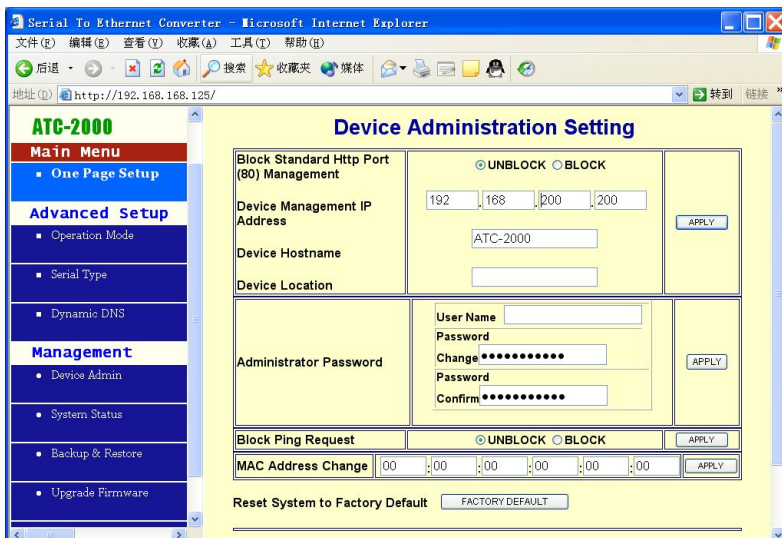 Serial To Ethernet Converter - Microsoft Internet Explorer
文件(F) 编辑(E) 查看(V) 收藏(A) 工具(T) 帮助(H)
后退 搜索 收藏夹 媒体
地址(D) http://192.168.168.125/ 转到 链接 »
ATC-2000
Main Menu
One Page Setup
Advanced Setup
Operation Mode
Serial Type
Dynamic DNS
Management
Device Admin
System Status
Backup & Restore
Upgrade Firmware
Device Administration Setting
Block Standard Http Port (80) Management UNBLOCK BLOCK
Device Management IP Address 192 .168 .200 .200
Device Hostname ATC-2000
Device Location
APPLY
Administrator Password
User Name
Password Change ●●●●●●●●●●●
Password Confirm ●●●●●●●●●●●
APPLY
Block Ping Request UNBLOCK BLOCK APPLY
MAC Address Change 00 :00 :00 :00 :00 :00 APPLY
Reset System to Factory Default FACTORY DEFAULT